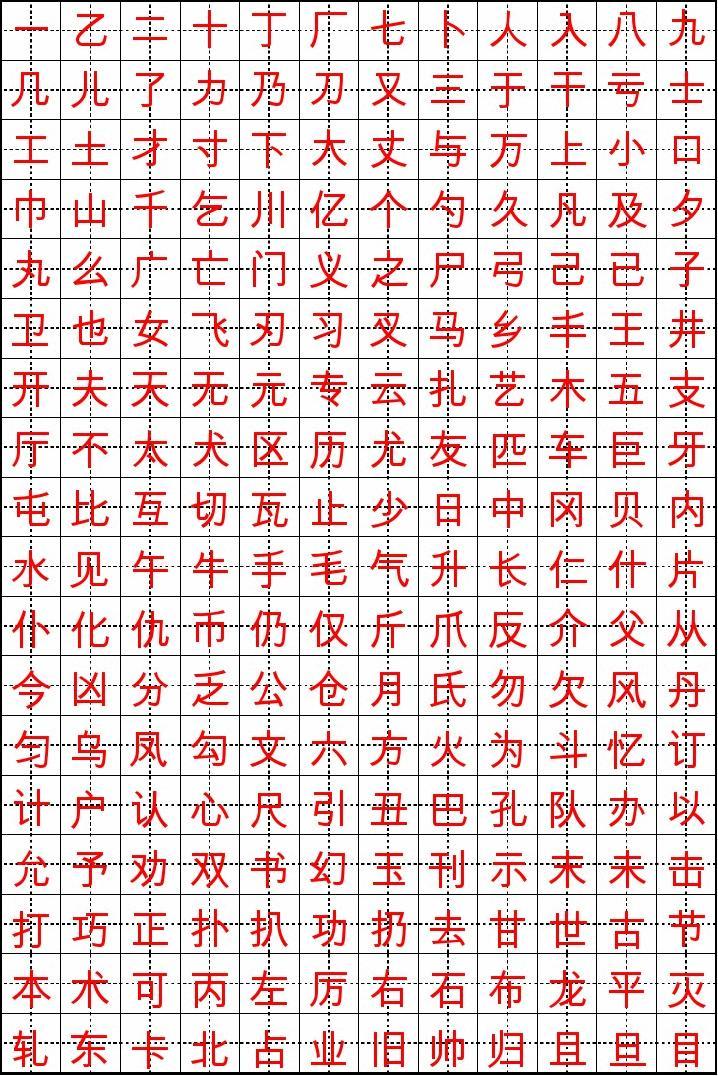 一乙二十丁厂七卜人入八九
几儿了力乃刀又三于干亏士
工土才寸下大丈与万上小口
巾山千乞川亿个勺久凡及夕
丸么广亡门义之尸弓己已子
卫也女飞刃习叉马乡丰王井
开夫天无元专云扎艺木五支
厅不太犬区历尤友匹车巨牙
屯比互切瓦止少日中冈贝内
水见午牛手毛气升长仁什片
仆化仇币仍仅斤爪反介父从
今凶分乏公仓月氏勿欠风丹
匀乌凤勾文六方火为斗忆订
计户认心尺引丑巴孔队办以
允予劝双书幻玉刊示末未击
打巧正扑扒功扔去甘世古节
本术可丙左厉右石布龙平灭
轧东卡北占业旧帅归且旦目